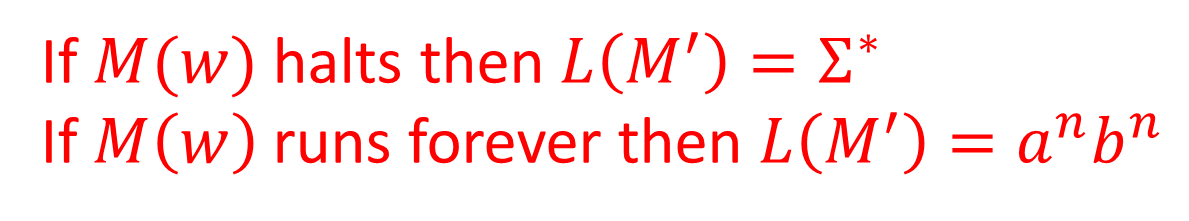 If M(w) halts then L(M′) = Σ*
If M(w) runs forever then L(M′) = aⁿbⁿ